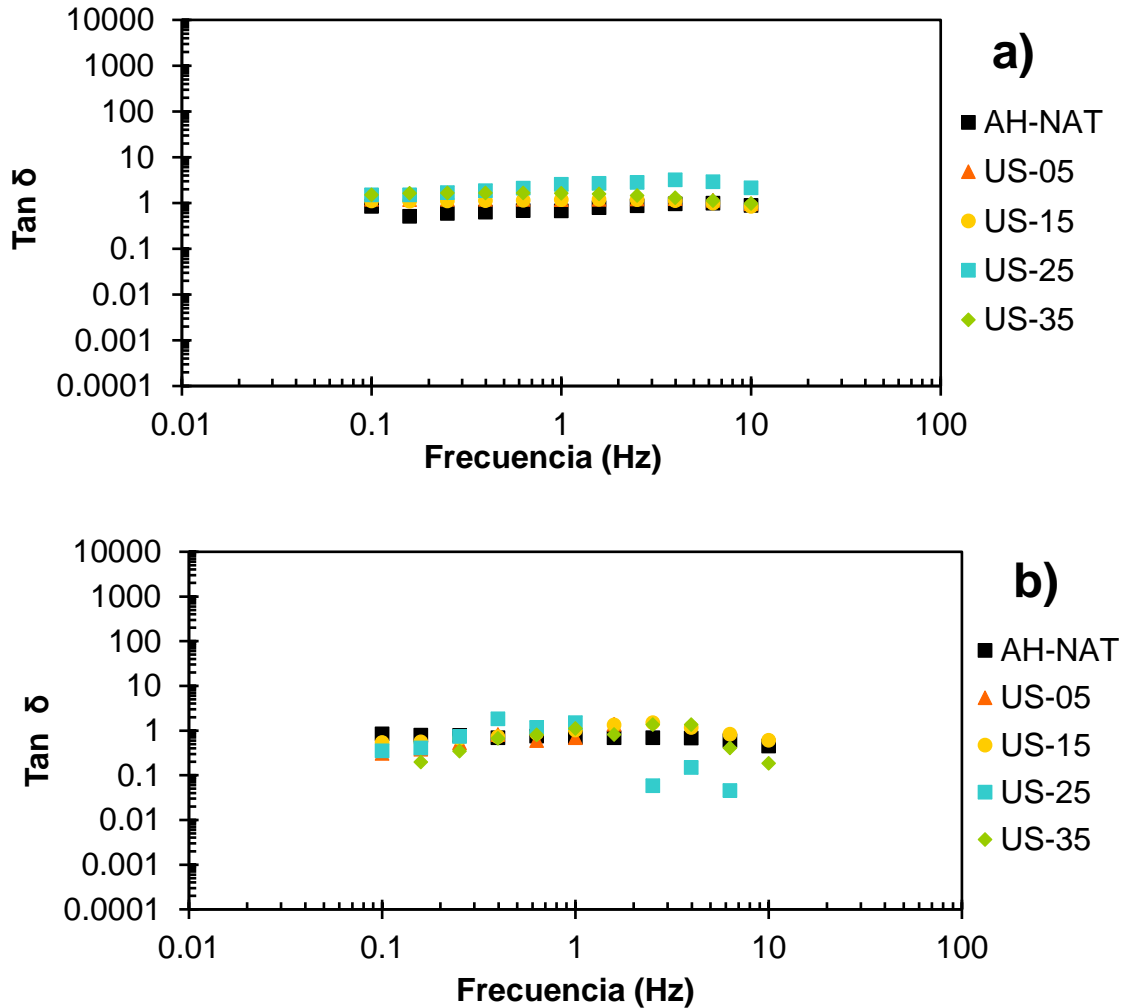 10000
1000
100
10
1
0.1
0.01
0.001
0.0001
Tan δ
0.01 0.1 1 10 100
Frecuencia (Hz)
a)
AH-NAT
US-05
US-15
US-25
US-35
10000
1000
100
10
1
0.1
0.01
0.001
0.0001
Tan δ
0.01 0.1 1 10 100
Frecuencia (Hz)
b)
AH-NAT
US-05
US-15
US-25
US-35